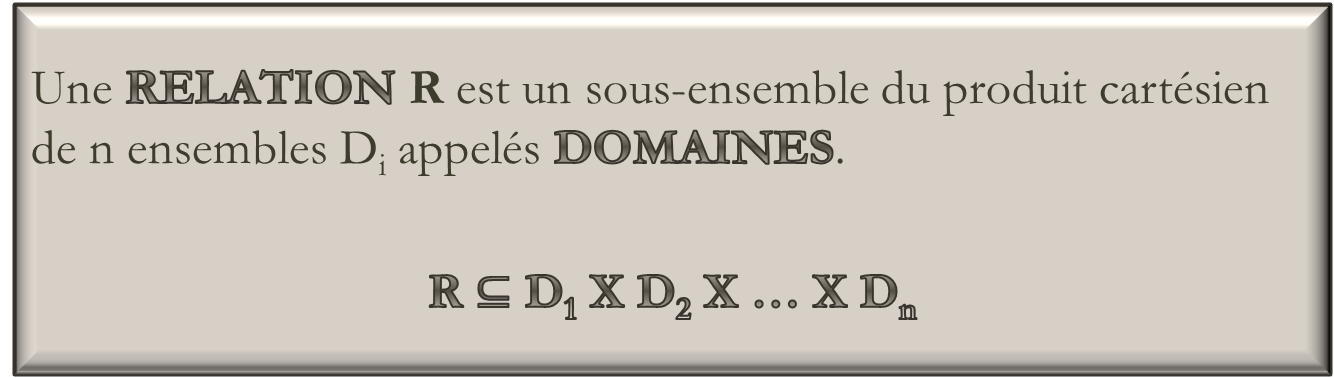 Une RELATION R est un sous-ensemble du produit cartésien
de n ensembles Dᵢ appelés DOMAINES.
R ⊆ D₁ X D₂ X … X Dₙ